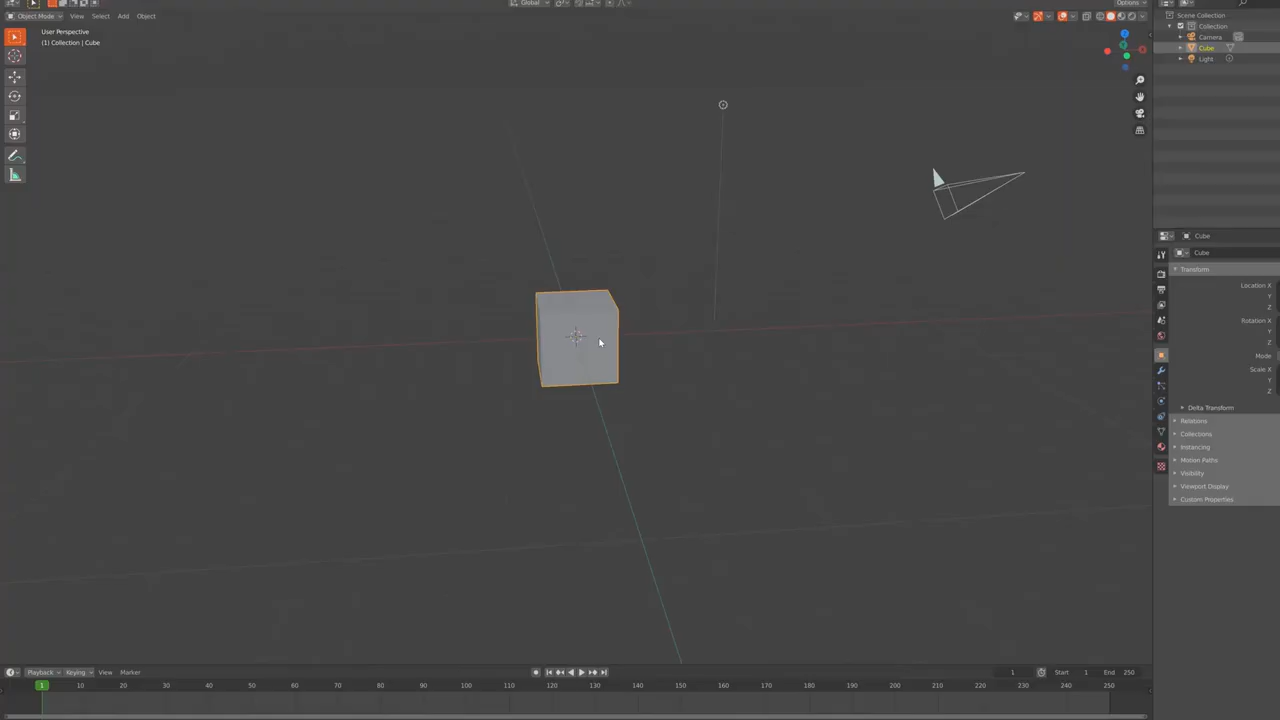 Global
Options
Object Mode View Select Add Object
User Perspective
(1) Collection | Cube
Scene Collection
Collection
Camera
Cube
Light
Cube
Cube
Transform
Location X
Y
Z
Rotation X
Y
Z
Mode
Scale X
Y
Z
Delta Transform
Relations
Collections
Instancing
Motion Paths
Visibility
Viewport Display
Custom Properties
Playback Keying View Marker
1 Start 1 End 250
1 10 20 30 40 50 60 70 80 90 100 110 120 130 140 150 160 170 180 190 200 210 220 230 240 250